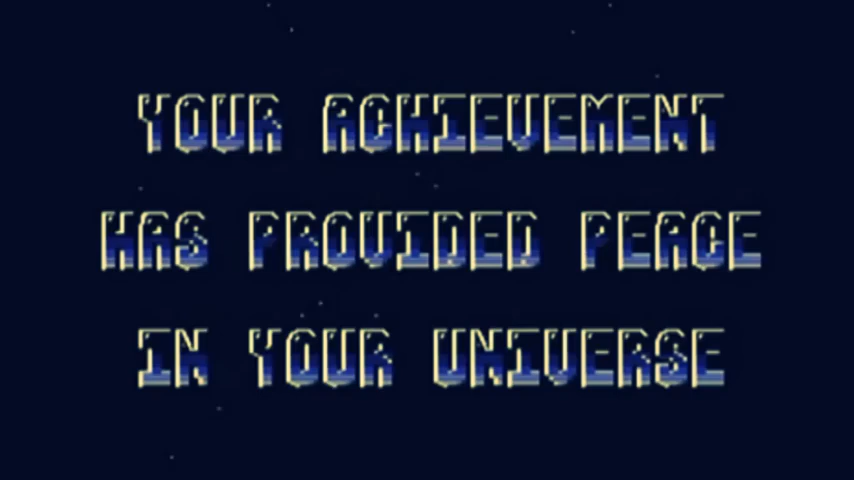 YOUR ACHIEVEMENT
HAS PROVIDED PEACE
IN YOUR UNIVERSE